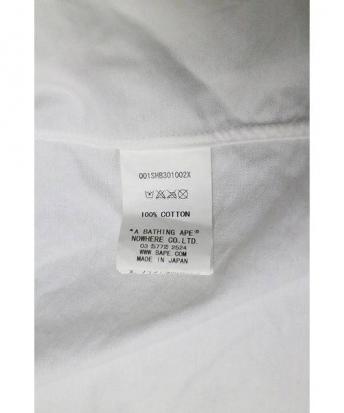 001SHB301002X
100% COTTON
"A BATHING APE®
NOWHERE CO.,LTD.
03 5772 2524
WWW.BAPE.COM
MADE IN JAPAN